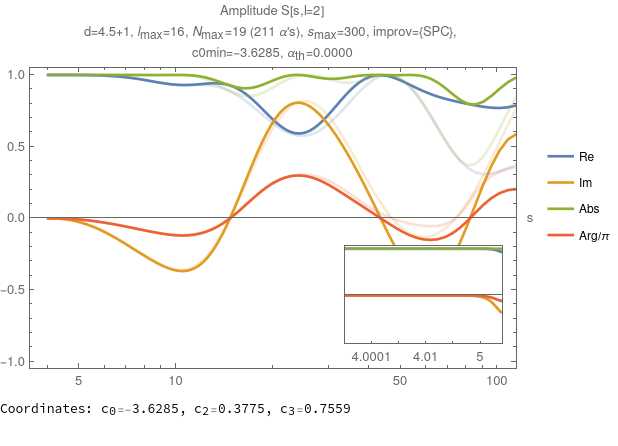 Amplitude S[s,l=2]
d=4.5+1, lmax=16, Nmax=19 (211 α's), smax=300, improv={SPC},
c0min=-3.6285, αth=0.0000
1.0
0.5
0.0
-0.5
-1.0
5
10
50
100
s
4.0001
4.01
5
Re
Im
Abs
Arg/π
Coordinates: c0=-3.6285, c2=0.3775, c3=0.7559